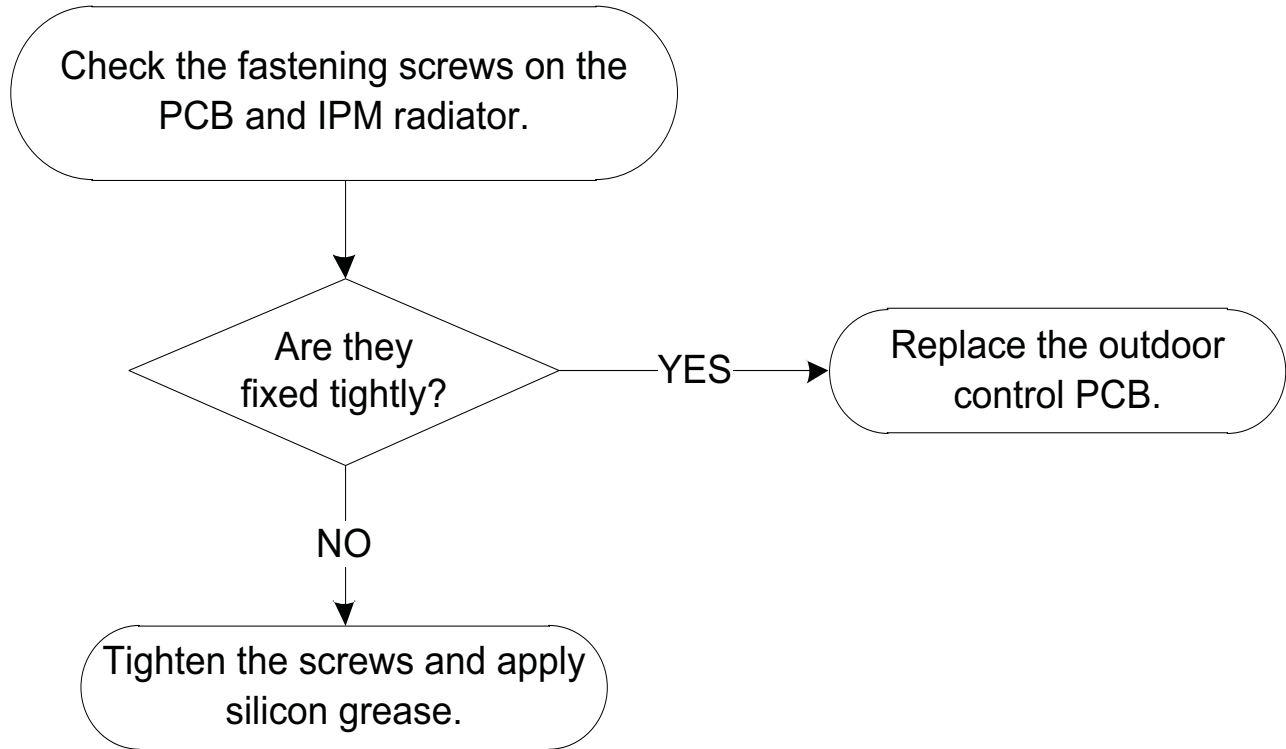 Check the fastening screws on the
PCB and IPM radiator.
Are they
fixed tightly?
YES
Replace the outdoor
control PCB.
NO
Tighten the screws and apply
silicon grease.